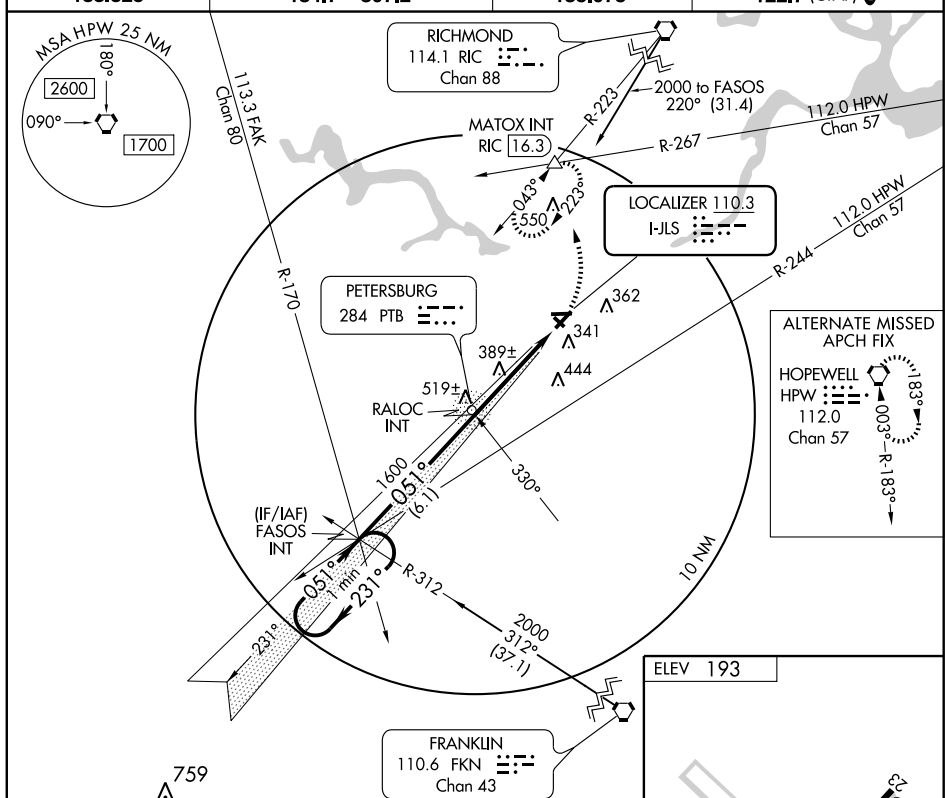 MSA HPW 25 NM
180°
2600
090°
1700
113.3 FAK
Chan 80
R-170
RICHMOND
114.1 RIC
Chan 88
2000 to FASOS
220° (31.4)
R-223
MATOX INT
RIC 16.3
R-267
112.0 HPW
Chan 57
043°
223°
550
LOCALIZER 110.3
I-JLS
112.0 HPW
Chan 57
R-244
PETERSBURG
284 PTB
362
341
389±
444
519±
RALOC
INT
ALTERNATE MISSED
APCH FIX
HOPEWELL
HPW
112.0
Chan 57
183°
003°
R-183°
330°
1600
051°
(6.1)
(IF/IAF)
FASOS
INT
051°
1 min
231°
231°
R-312
10 NM
2000
312°
(37.1)
ELEV 193
FRANKLIN
110.6 FKN
Chan 43
759
23